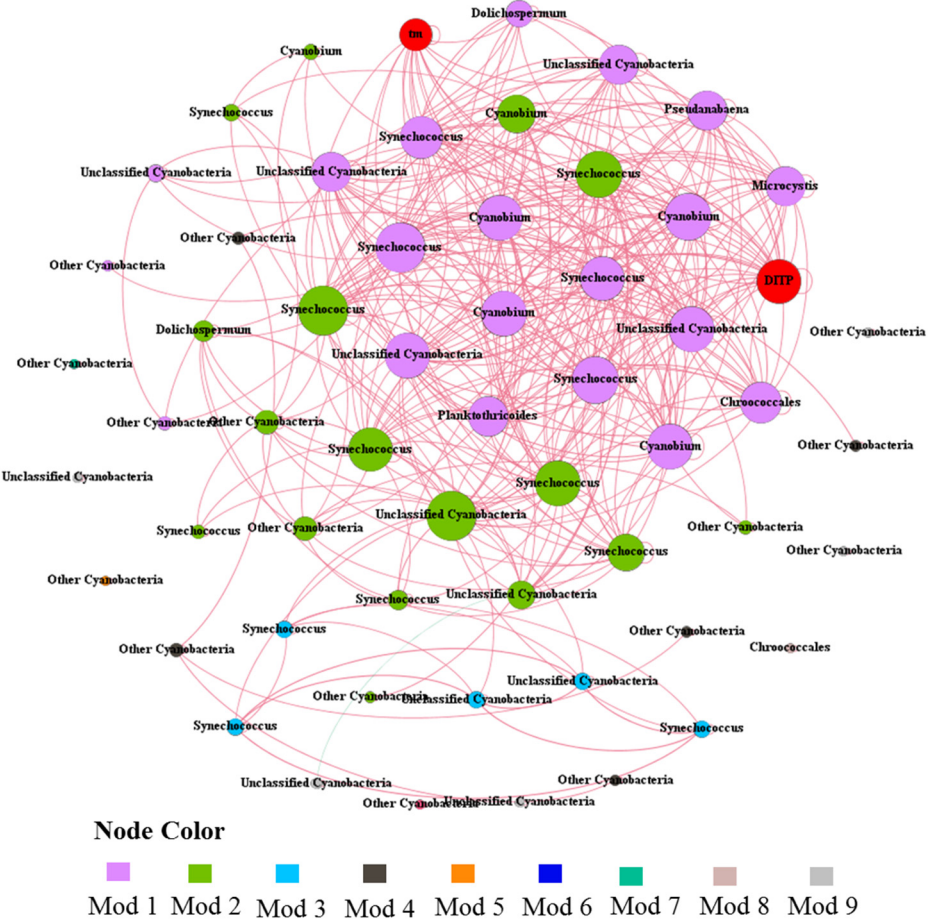 Dolichospermum
tm
Cyanobium
Unclassified Cyanobacteria
Synechococcus
Cyanobium
Pseudanabaena
Synechococcus
Unclassified Cyanobacteria
Unclassified Cyanobacteria
Synechococcus
Microcystis
Cyanobium
Cyanobium
Other Cyanobacteria
Synechococcus
Other Cyanobacteria
Synechococcus
DITP
Synechococcus
Cyanobium
Dolichospermum
Unclassified Cyanobacteria
Other Cyanobacteria
Unclassified Cyanobacteria
Other Cyanobacteria
Synechococcus
Chroococcales
Planktothricoides
Other Cyanobacteria
Other Cyanobacteria
Synechococcus
Cyanobium
Other Cyanobacteria
Unclassified Cyanobacteria
Synechococcus
Unclassified Cyanobacteria
Synechococcus
Other Cyanobacteria
Other Cyanobacteria
Synechococcus
Other Cyanobacteria
Other Cyanobacteria
Synechococcus
Unclassified Cyanobacteria
Synechococcus
Other Cyanobacteria
Other Cyanobacteria
Chroococcales
Unclassified Cyanobacteria
Other Cyanobacteria
Unclassified Cyanobacteria
Synechococcus
Synechococcus
Unclassified Cyanobacteria
Other Cyanobacteria
Other Cyanobacteria
Unclassified Cyanobacteria
Node Color
Mod 1 Mod 2 Mod 3 Mod 4 Mod 5 Mod 6 Mod 7 Mod 8 Mod 9